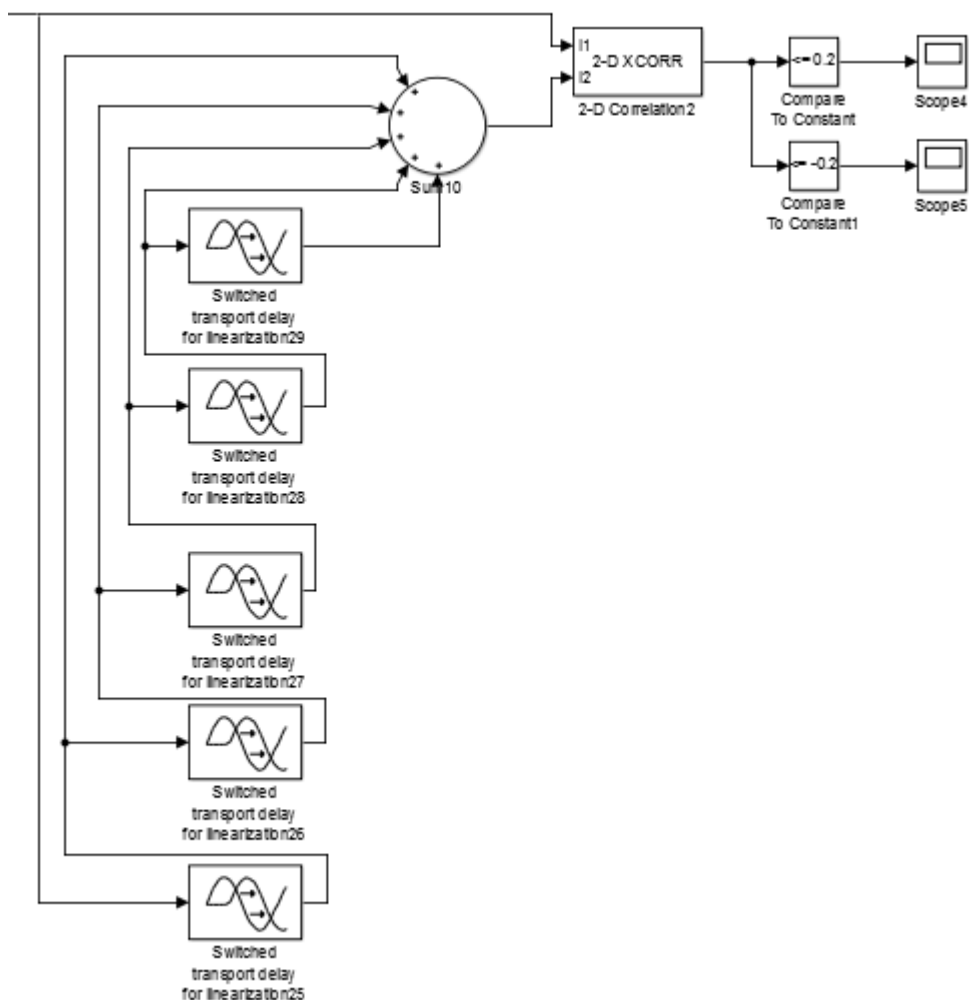 I1
2-D XCORR
I2
2-D Correlation2
<= 0.2
Compare
To Constant
Scope4
<= -0.2
Compare
To Constant1
Scope5
+
+
+
+
+
Sum10
Switched
transport delay
for linearization29
Switched
transport delay
for linearization28
Switched
transport delay
for linearization27
Switched
transport delay
for linearization26
Switched
transport delay
for linearization25